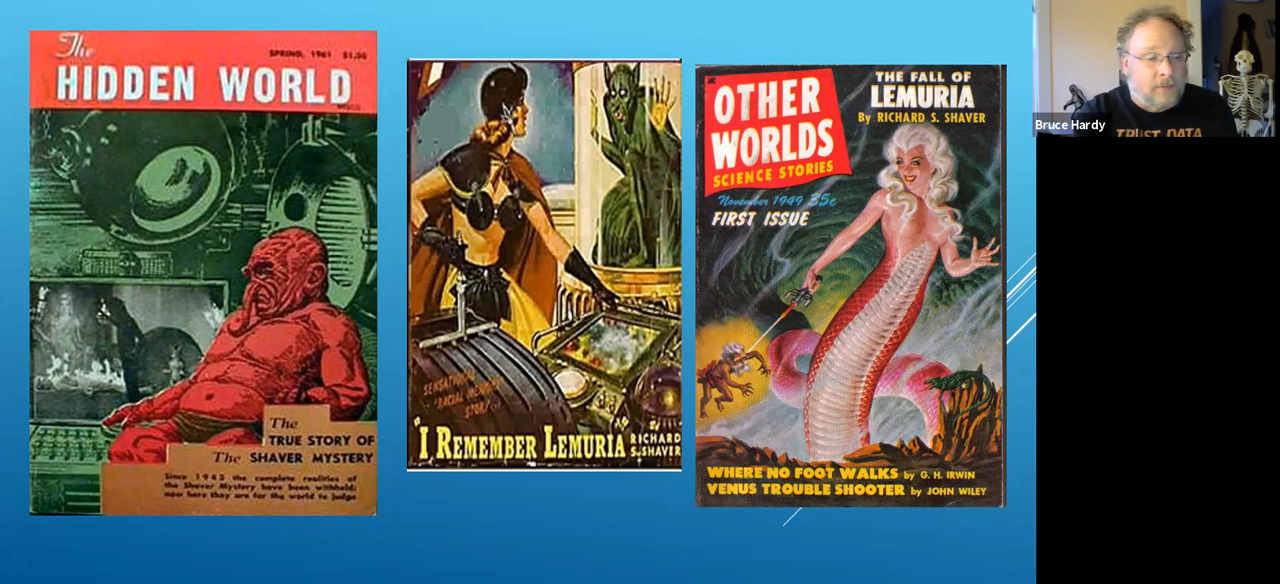 The
SPRING, 1961 $1.50
HIDDEN WORLD
The
TRUE STORY OF
The SHAVER MYSTERY
Since 1945 the complete realities of
the Shaver Mystery have been withheld;
now here they are for the world to judge
SENSATIONAL
"RACIAL MEMORY"
STORY
"I REMEMBER LEMURIA"
RICHARD
S. SHAVER
OTHER
WORLDS
SCIENCE STORIES
November 1949 35c
FIRST ISSUE
THE FALL OF
LEMURIA
By RICHARD S. SHAVER
WHERE NO FOOT WALKS by G. H. IRWIN
VENUS TROUBLE SHOOTER by JOHN WILEY
Bruce Hardy
TRUST DATA